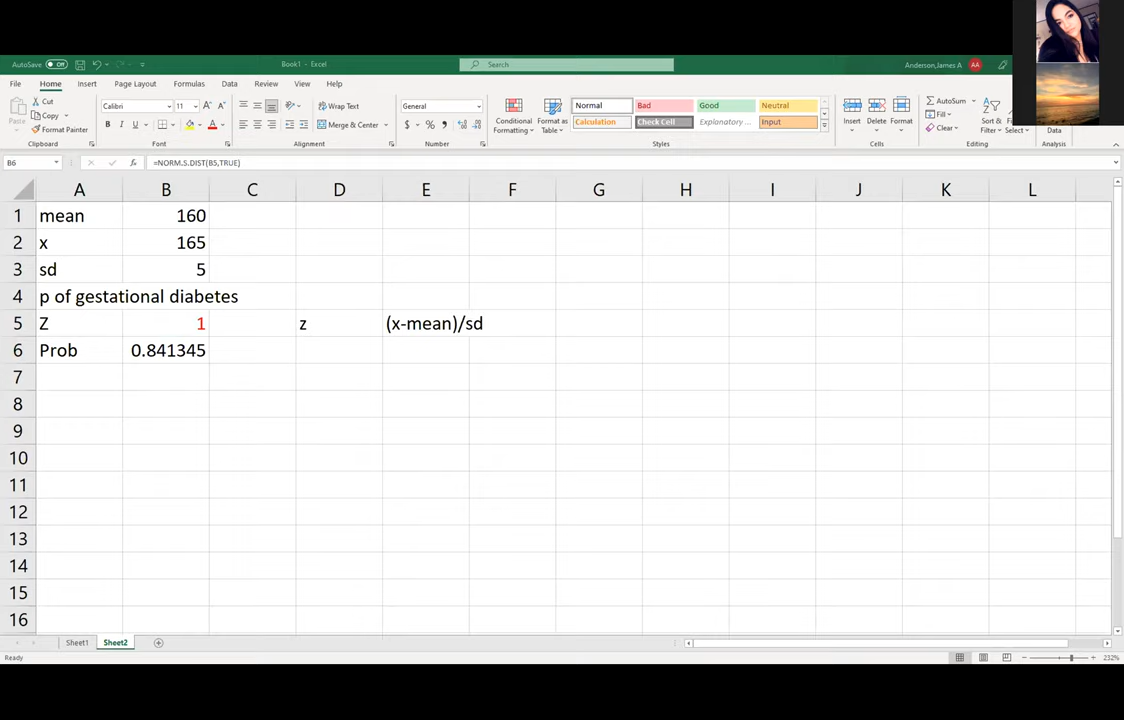 AutoSave Off Book1 - Excel Search Anderson,James A AA
File Home Insert Page Layout Formulas Data Review View Help
Paste Cut Copy Format Painter Clipboard
Calibri 11 B I U A Font
Wrap Text Merge & Center Alignment
General $ % , Number
Conditional Formatting Format as Table Normal Bad Good Neutral Calculation Check Cell Explanatory ... Input Styles
Insert Delete Format Cells
AutoSum Fill Clear Sort & Filter Select Editing
Data Analysis
B6 fx =NORM.S.DIST(B5,TRUE)
A B C D E F G H I J K L
1 mean 160
2 x 165
3 sd 5
4 p of gestational diabetes
5 Z 1 z (x-mean)/sd
6 Prob 0.841345
7
8
9
10
11
12
13
14
15
16
Sheet1 Sheet2
Ready 232%